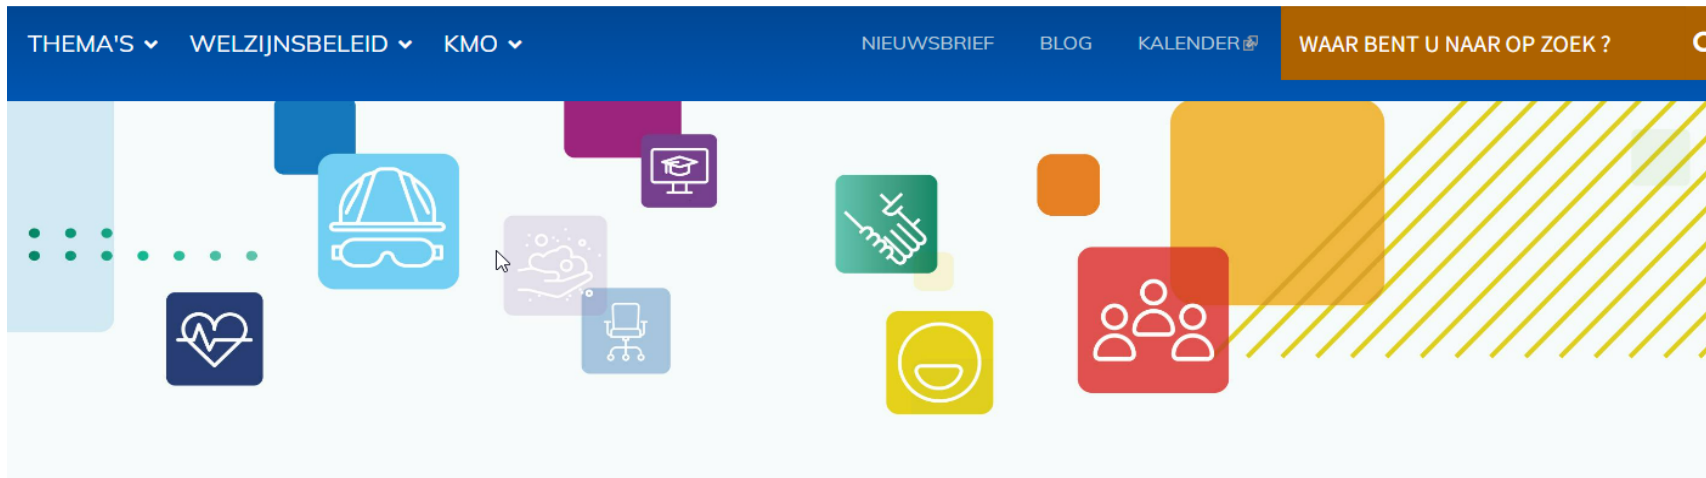 THEMA'S WELZIJNSBELEID KMO NIEUWSBRIEF BLOG KALENDER WAAR BENT U NAAR OP ZOEK ?